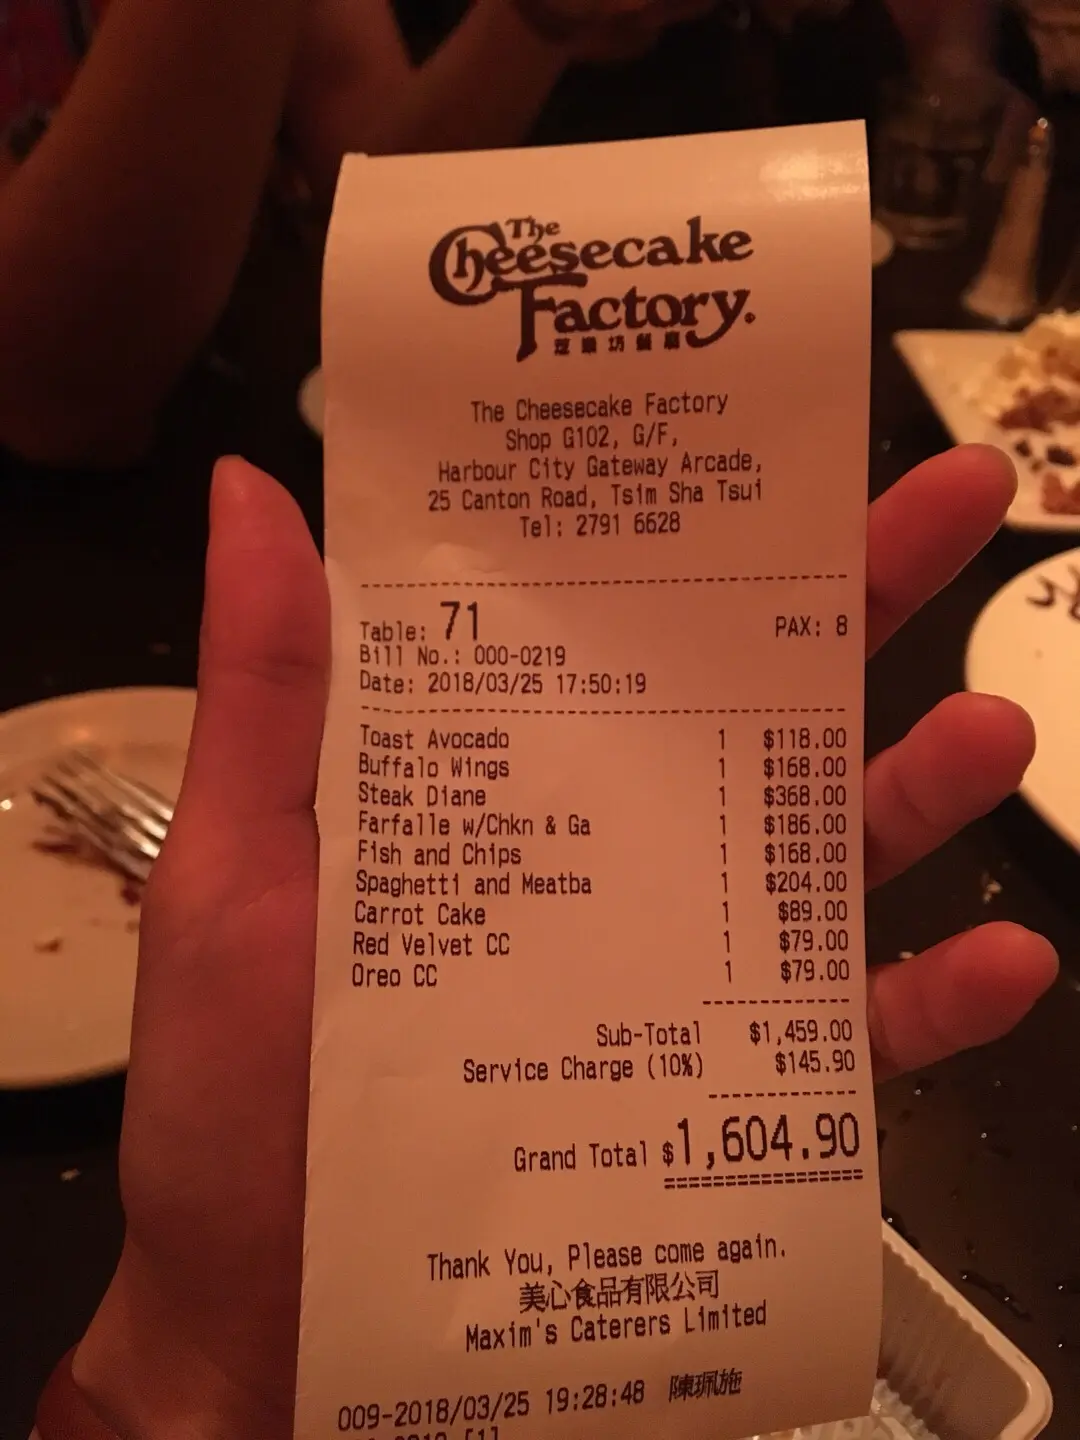 The
Cheesecake
Factory.
芝樂坊餐廳
The Cheesecake Factory
Shop G102, G/F,
Harbour City Gateway Arcade,
25 Canton Road, Tsim Sha Tsui
Tel: 2791 6628
Table: 71 PAX: 8
Bill No.: 000-0219
Date: 2018/03/25 17:50:19
Toast Avocado 1 $118.00
Buffalo Wings 1 $168.00
Steak Diane 1 $368.00
Farfalle w/Chkn & Ga 1 $186.00
Fish and Chips 1 $168.00
Spaghetti and Meatba 1 $204.00
Carrot Cake 1 $89.00
Red Velvet CC 1 $79.00
Oreo CC 1 $79.00
Sub-Total $1,459.00
Service Charge (10%) $145.90
Grand Total $1,604.90
Thank You, Please come again.
美心食品有限公司
Maxim's Caterers Limited
009-2018/03/25 19:28:48 陳珮施